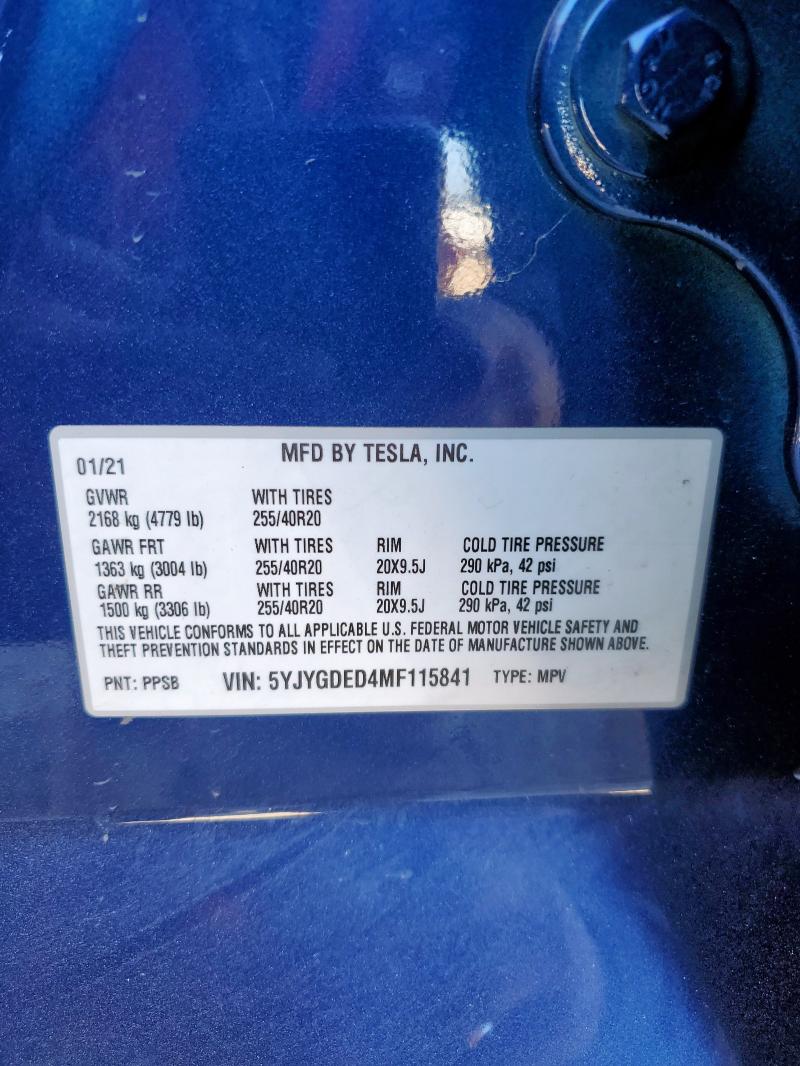 MFD BY TESLA, INC.
01/21
GVWR WITH TIRES
2168 kg (4779 lb) 255/40R20
GAWR FRT WITH TIRES RIM COLD TIRE PRESSURE
1363 kg (3004 lb) 255/40R20 20X9.5J 290 kPa, 42 psi
GAWR RR WITH TIRES RIM COLD TIRE PRESSURE
1500 kg (3306 lb) 255/40R20 20X9.5J 290 kPa, 42 psi
THIS VEHICLE CONFORMS TO ALL APPLICABLE U.S. FEDERAL MOTOR VEHICLE SAFETY AND
THEFT PREVENTION STANDARDS IN EFFECT ON THE DATE OF MANUFACTURE SHOWN ABOVE.
PNT: PPSB VIN: 5YJYGDED4MF115841 TYPE: MPV